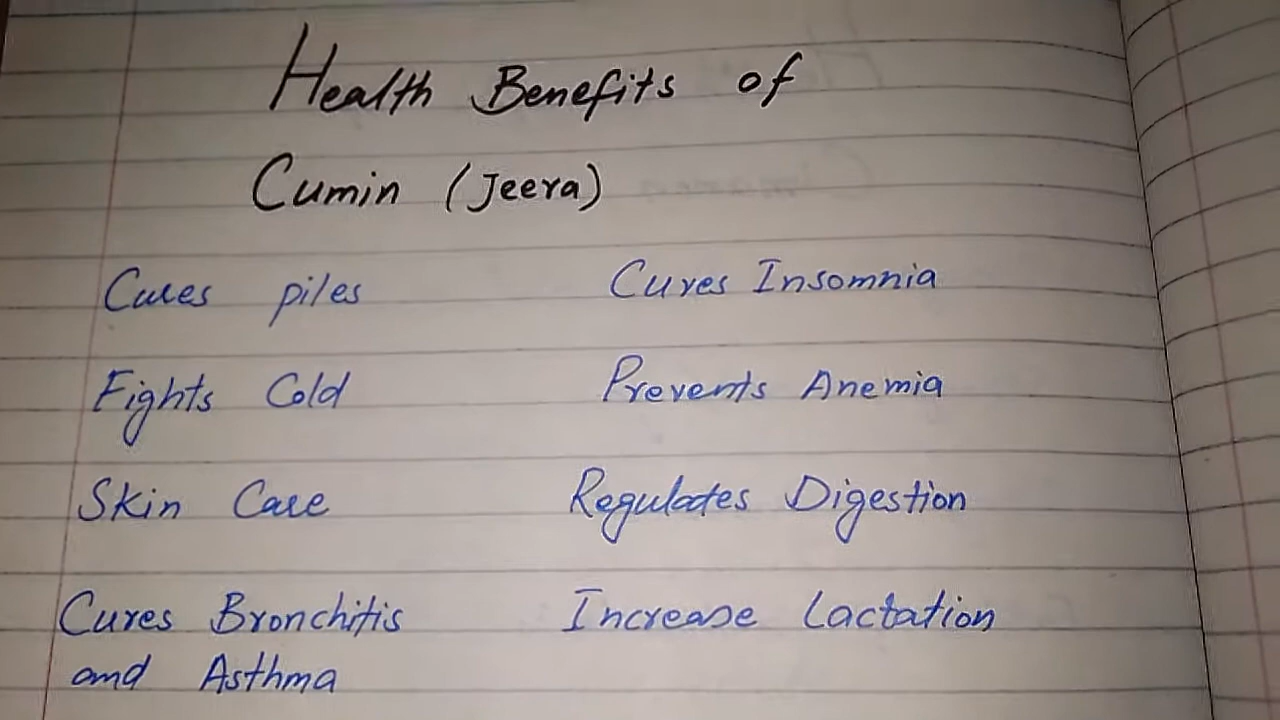 Health Benefits of
Cumin (Jeera)
Cures piles
Fights Cold
Skin Care
Cures Bronchitis
and Asthma
Cures Insomnia
Prevents Anemia
Regulates Digestion
Increase Lactation